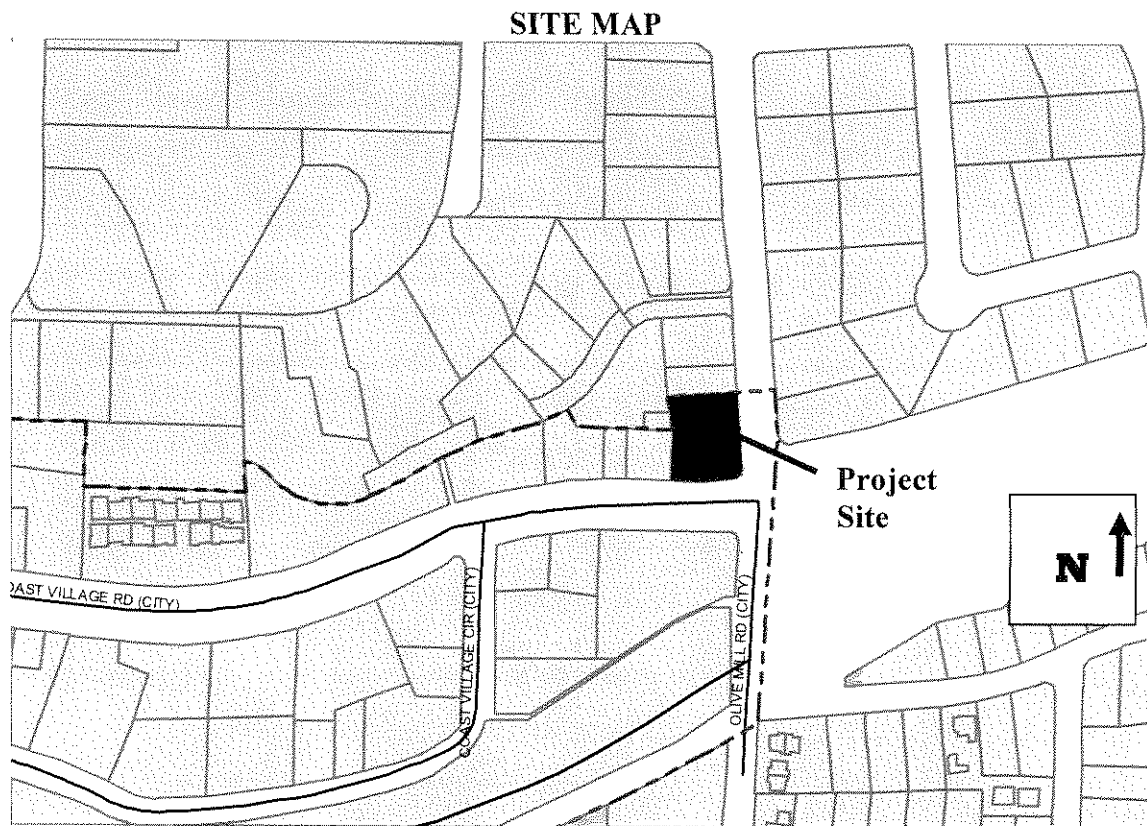 SITE MAP
Project
Site
N
OAST VILLAGE RD (CITY)
COAST VILLAGE CIR (CITY)
OLIVE MILL RD (CITY)